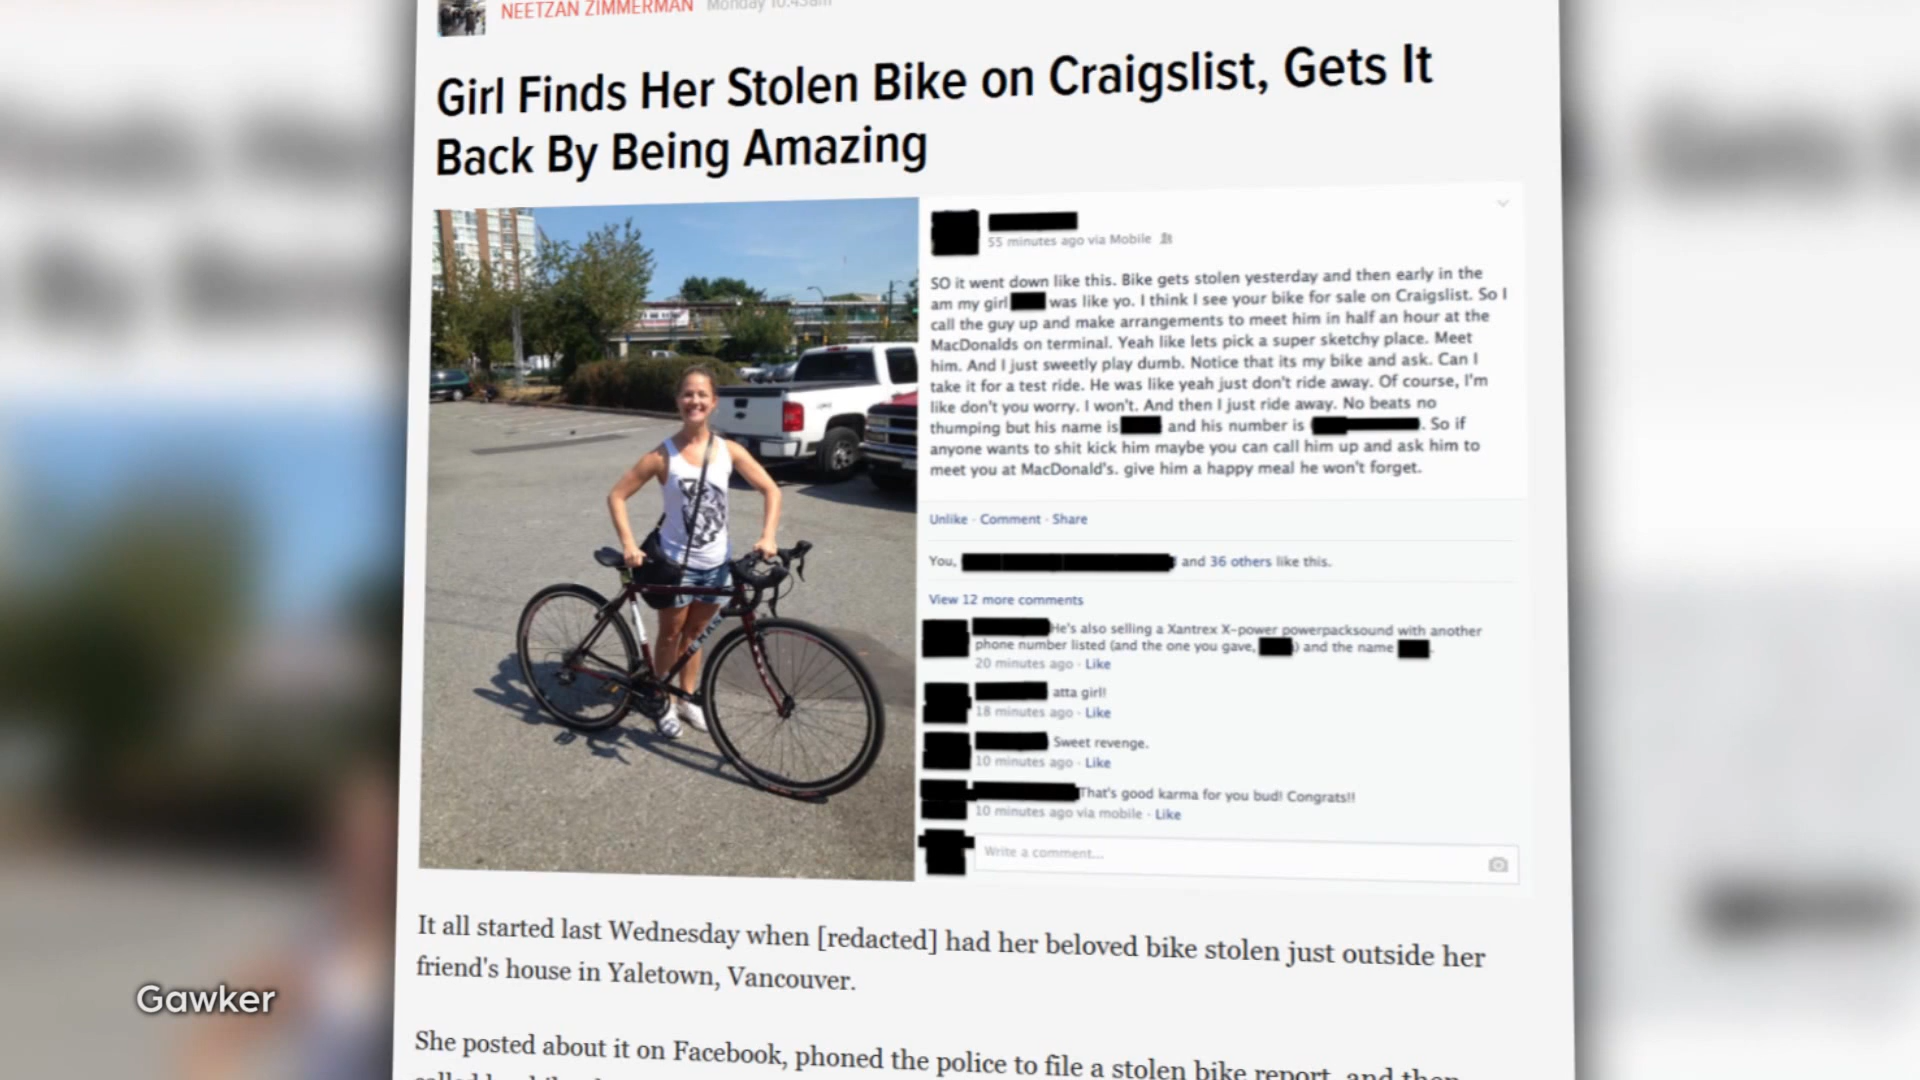 NEETZAN ZIMMERMAN Monday 10:43am
Girl Finds Her Stolen Bike on Craigslist, Gets It
Back By Being Amazing
55 minutes ago via Mobile
SO it went down like this. Bike gets stolen yesterday and then early in the
am my girl was like yo. I think I see your bike for sale on Craigslist. So I
call the guy up and make arrangements to meet him in half an hour at the
MacDonalds on terminal. Yeah like lets pick a super sketchy place. Meet
him. And I just sweetly play dumb. Notice that its my bike and ask. Can I
take it for a test ride. He was like yeah just don't ride away. Of course, I'm
like don't you worry. I won't. And then I just ride away. No beats no
thumping but his name is and his number is . So if
anyone wants to shit kick him maybe you can call him up and ask him to
meet you at MacDonald's. give him a happy meal he won't forget.
Unlike · Comment · Share
You, and 36 others like this.
View 12 more comments
He's also selling a Xantrex X-power powerpacksound with another
phone number listed (and the one you gave, ) and the name .
20 minutes ago · Like
atta girl!
18 minutes ago · Like
Sweet revenge.
10 minutes ago · Like
That's good karma for you bud! Congrats!!
10 minutes ago via mobile · Like
Write a comment...
It all started last Wednesday when [redacted] had her beloved bike stolen just outside her
friend's house in Yaletown, Vancouver.
She posted about it on Facebook, phoned the police to file a stolen bike report, and then
Gawker